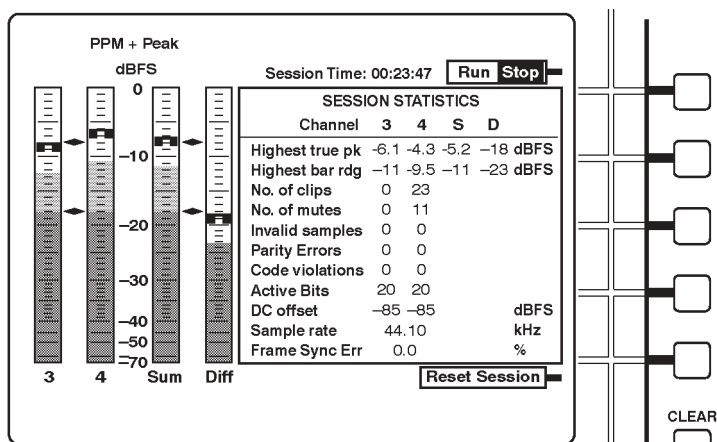 PPM + Peak
dBFS
Session Time: 00:23:47 Run Stop
0
–10
–20
–30
–40
–50
–70
3 4 Sum Diff
SESSION STATISTICS
Channel 3 4 S D
Highest true pk -6.1 -4.3 -5.2 –18 dBFS
Highest bar rdg –11 -9.5 –11 –23 dBFS
No. of clips 0 23
No. of mutes 0 11
Invalid samples 0 0
Parity Errors 0 0
Code violations 0 0
Active Bits 20 20
DC offset –85 –85 dBFS
Sample rate 44.10 kHz
Frame Sync Err 0.0 %
Reset Session
CLEAR